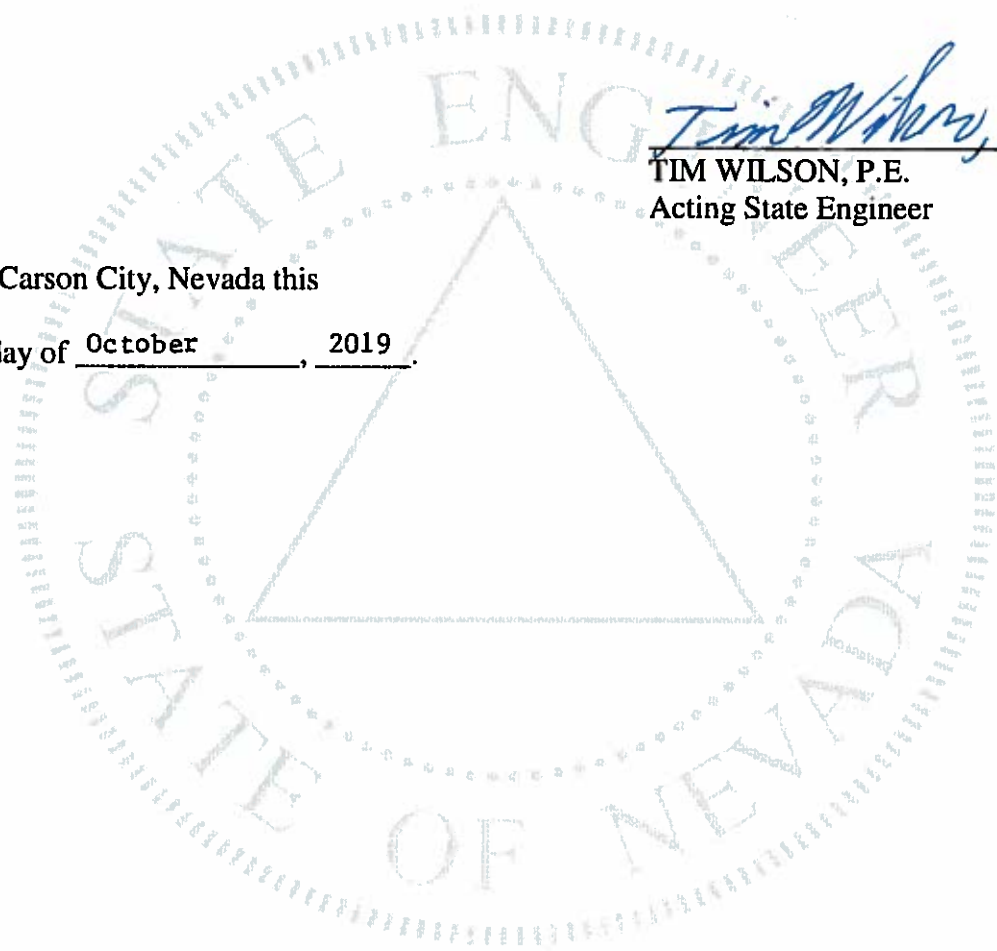 Tim Wilson,
TIM WILSON, P.E.
Acting State Engineer
Carson City, Nevada this
day of October, 2019.
STATE ENGINEER
STATE OF NEVADA